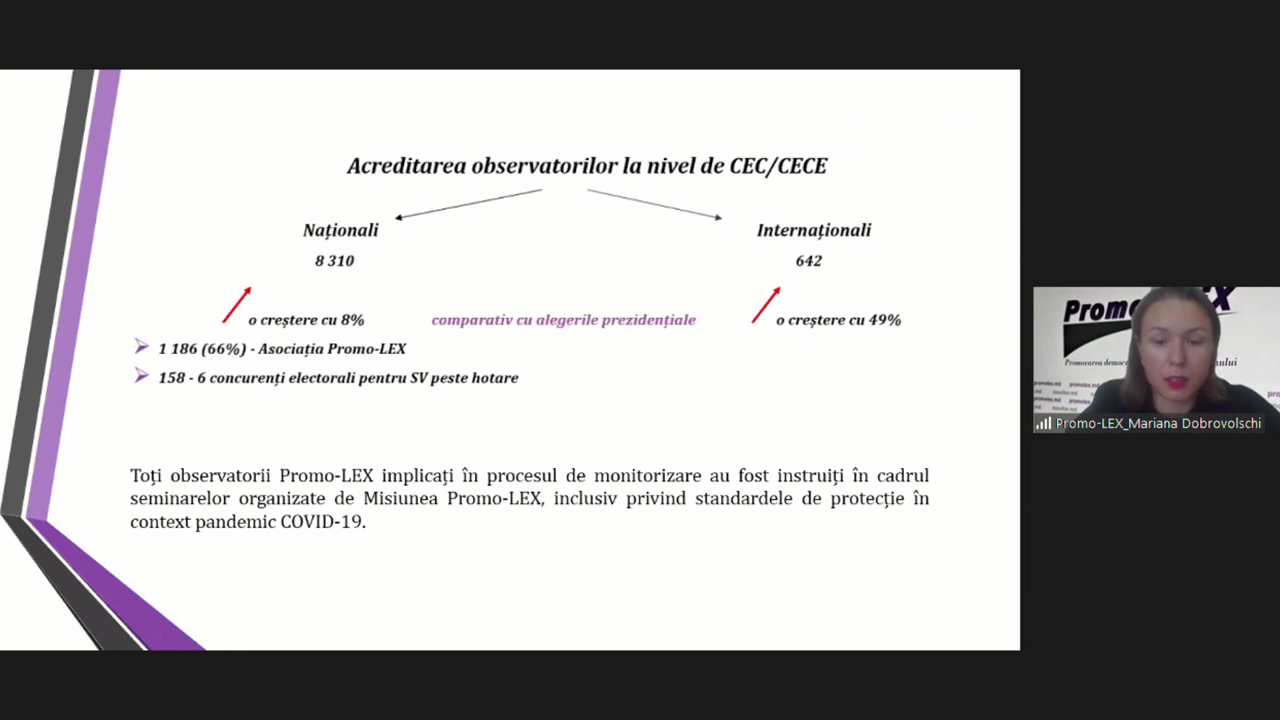 Acreditarea observatorilor la nivel de CEC/CECE
Naționali
Internaționali
8 310
642
o creștere cu 8%
comparativ cu alegerile prezidențiale
o creștere cu 49%
1 186 (66%) - Asociația Promo-LEX
158 - 6 concurenți electorali pentru SV peste hotare
Toți observatorii Promo-LEX implicați în procesul de monitorizare au fost instruiți în cadrul
seminarelor organizate de Misiunea Promo-LEX, inclusiv privind standardele de protecție în
context pandemic COVID-19.
Promovarea
Promo-LEX_Mariana Dobrovolschi